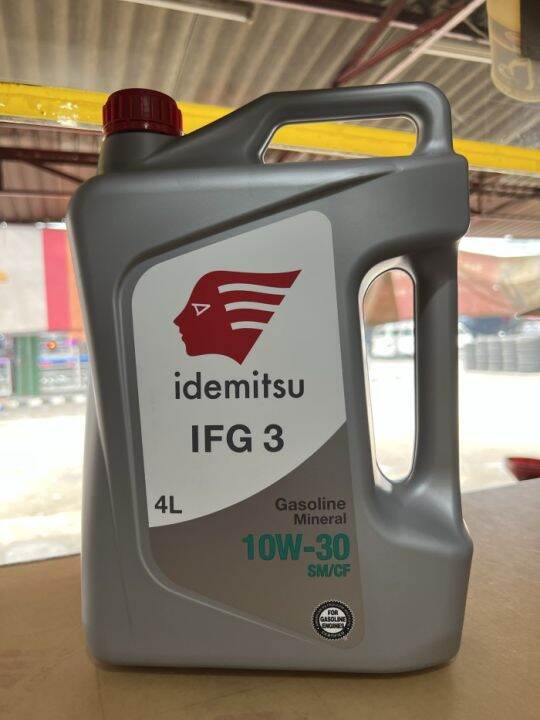 idemitsu
IFG 3
4L
Gasoline
Mineral
10W-30
SM/CF
FOR
GASOLINE
ENGINES